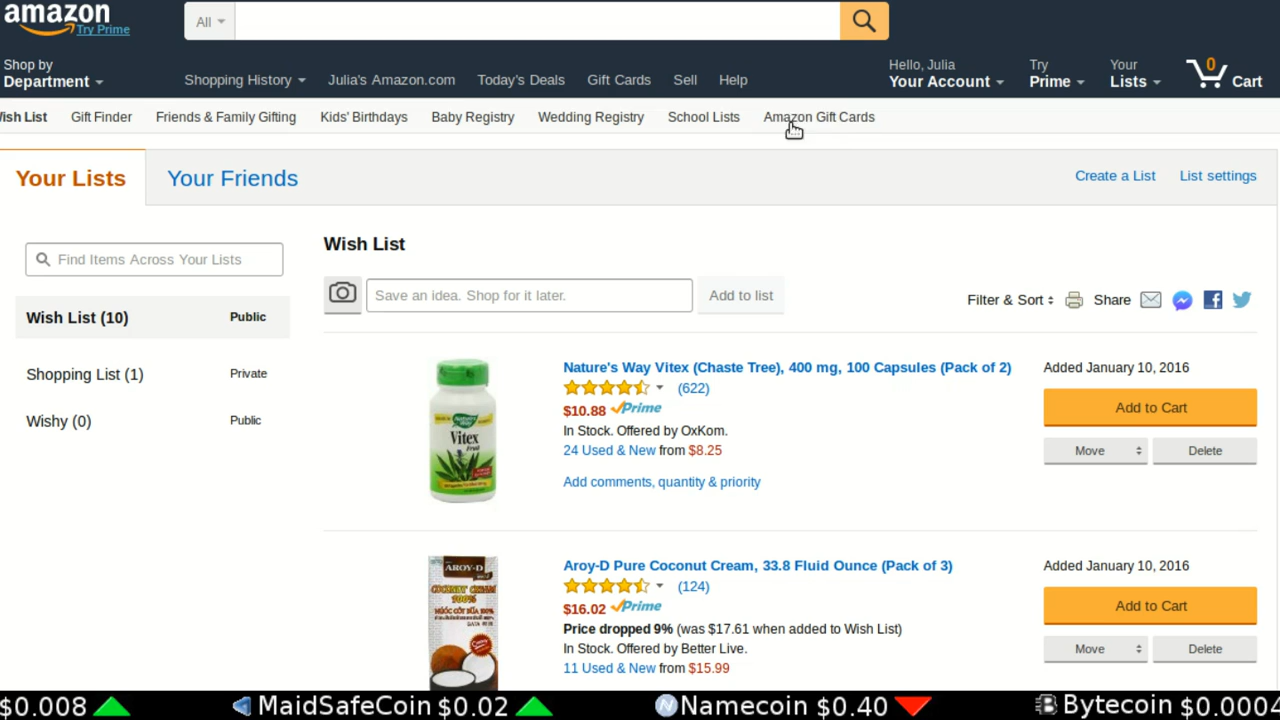 amazon
Try Prime
All
Shop by
Department
Shopping History
Julia's Amazon.com
Today's Deals
Gift Cards
Sell
Help
Hello, Julia
Your Account
Try
Prime
Your
Lists
0
Cart
ish List
Gift Finder
Friends & Family Gifting
Kids' Birthdays
Baby Registry
Wedding Registry
School Lists
Amazon Gift Cards
Your Lists
Your Friends
Create a List
List settings
Find Items Across Your Lists
Wish List (10)
Public
Shopping List (1)
Private
Wishy (0)
Public
Wish List
Save an idea. Shop for it later.
Add to list
Filter & Sort
Share
Nature's Way
Vitex
Fruit
Nature's Way Vitex (Chaste Tree), 400 mg, 100 Capsules (Pack of 2)
(622)
$10.88 Prime
In Stock. Offered by OxKom.
24 Used & New from $8.25
Add comments, quantity & priority
Added January 10, 2016
Add to Cart
Move
Delete
AROY-D
COCONUT CREAM
100%
Aroy-D Pure Coconut Cream, 33.8 Fluid Ounce (Pack of 3)
(124)
$16.02 Prime
Price dropped 9% (was $17.61 when added to Wish List)
In Stock. Offered by Better Live.
11 Used & New from $15.99
Added January 10, 2016
Add to Cart
Move
Delete
$0.008
MaidSafeCoin $0.02
Namecoin $0.40
Bytecoin $0.0004